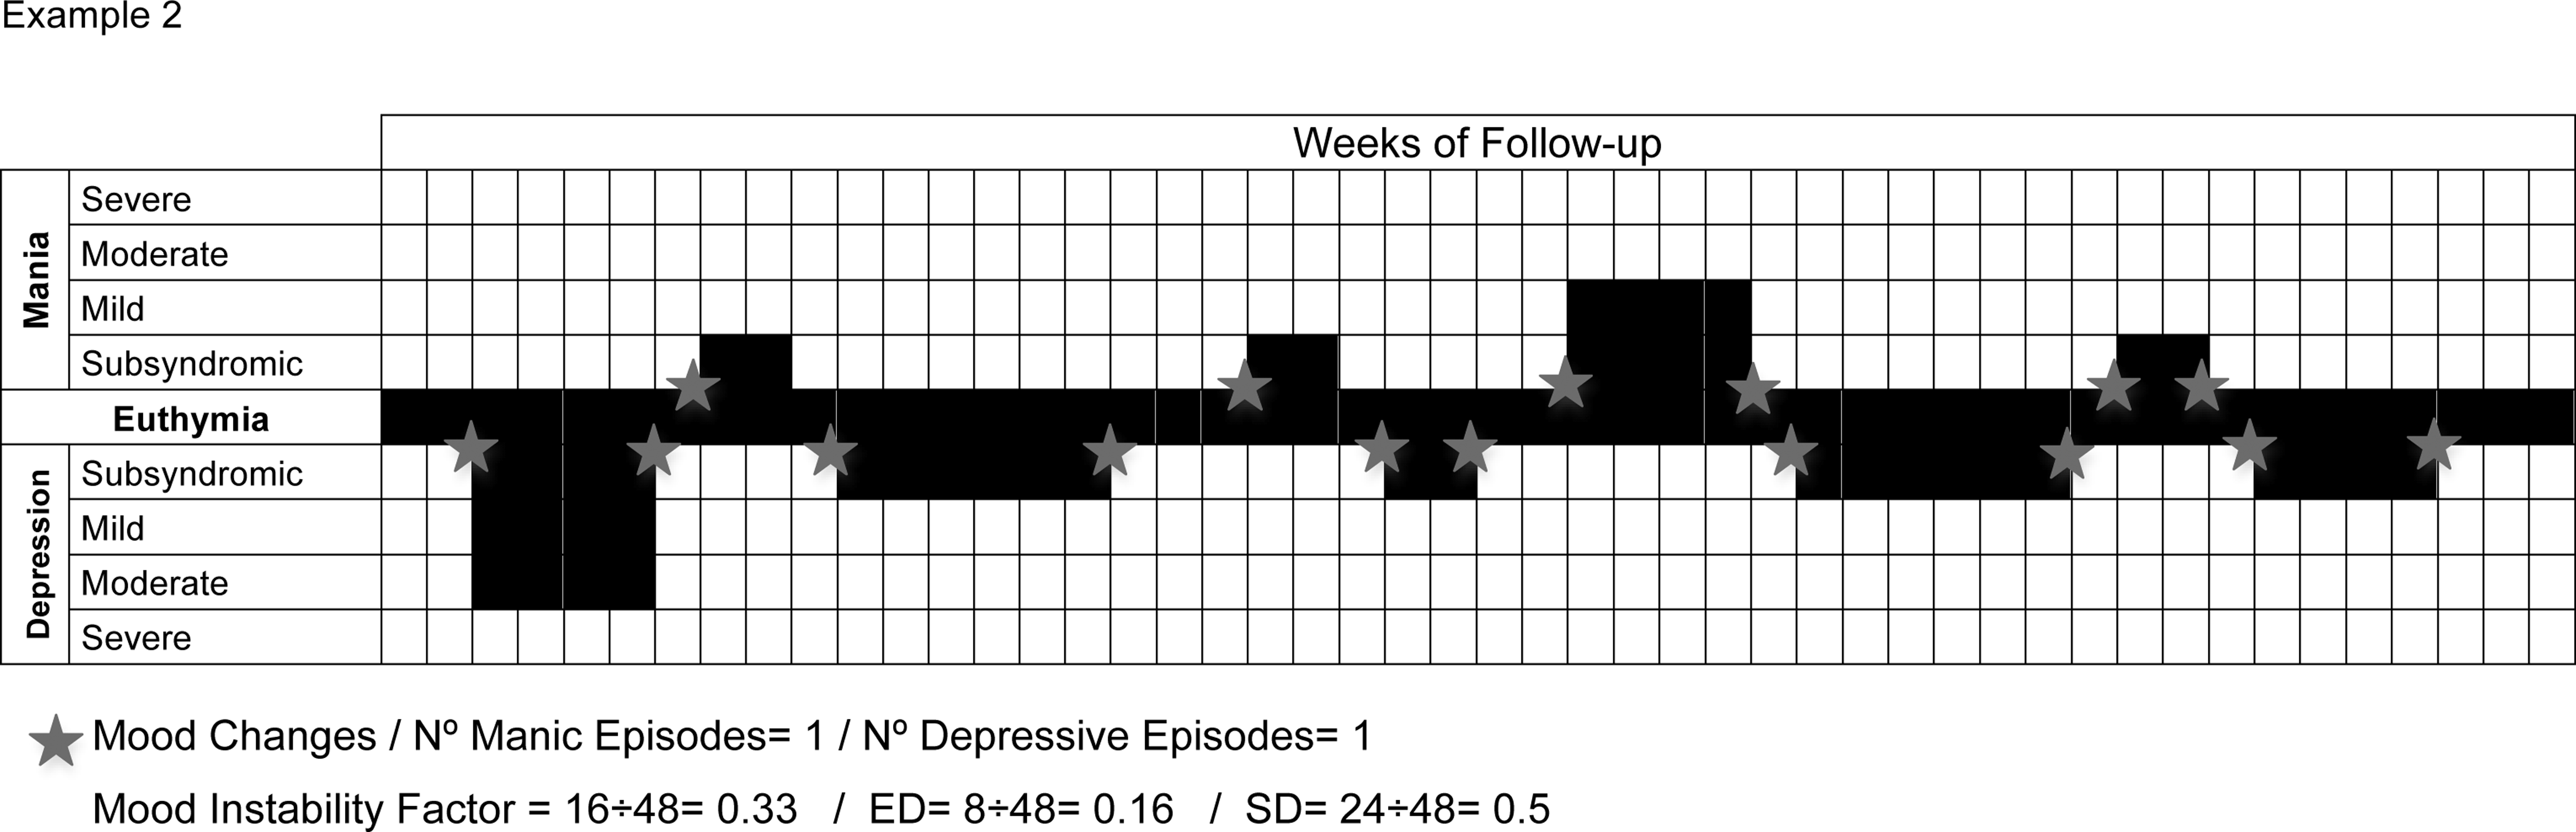 Example 2
Weeks of Follow-up
Mania
Severe
Moderate
Mild
Subsyndromic
Euthymia
Depression
Subsyndromic
Mild
Moderate
Severe
Mood Changes / Nº Manic Episodes= 1 / Nº Depressive Episodes= 1
Mood Instability Factor = 16÷48= 0.33 / ED= 8÷48= 0.16 / SD= 24÷48= 0.5